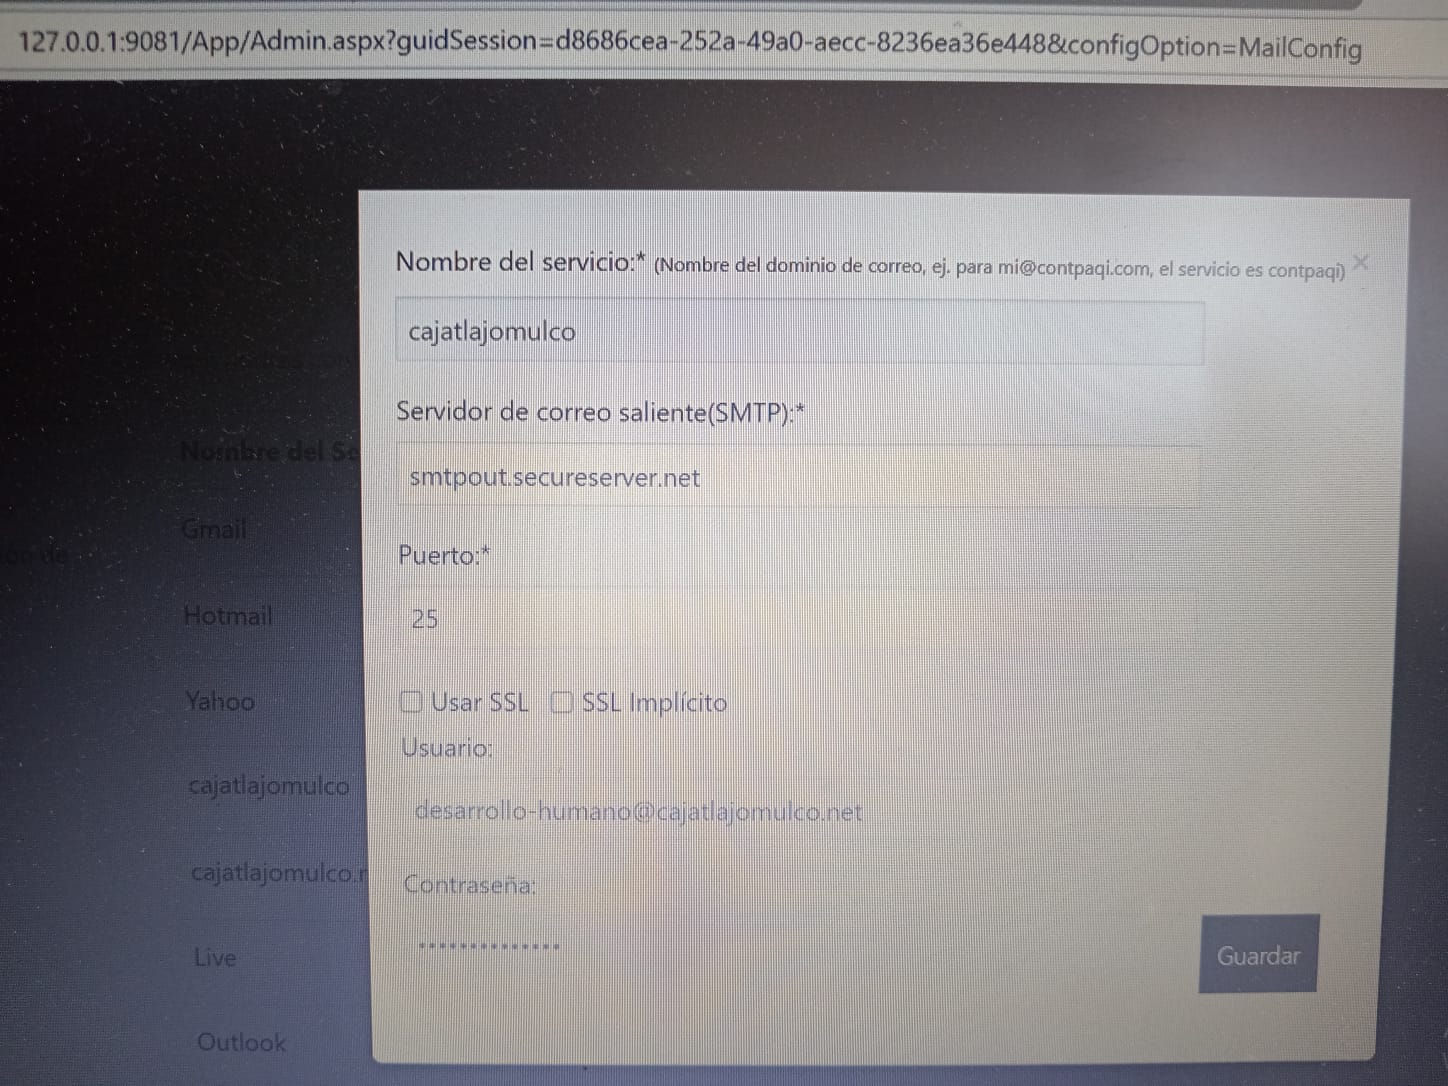 127.0.0.1:9081/App/Admin.aspx?guidSession=d8686cea-252a-49a0-aecc-8236ea36e448&configOption=MailConfig
Nombre del servicio:* (Nombre del dominio de correo, ej. para mi@contpaqi.com, el servicio es contpaqi) ×
cajatlajomulco
Servidor de correo saliente(SMTP):*
smtpout.secureserver.net
Puerto:*
25
Usar SSL SSL Implícito
Usuario:
desarrollo-humano@cajatlajomulco.net
Contraseña:
••••••••••••••
Guardar
Nombre del Se
Gmail
Hotmail
Yahoo
cajatlajomulco
cajatlajomulco.r
Live
Outlook